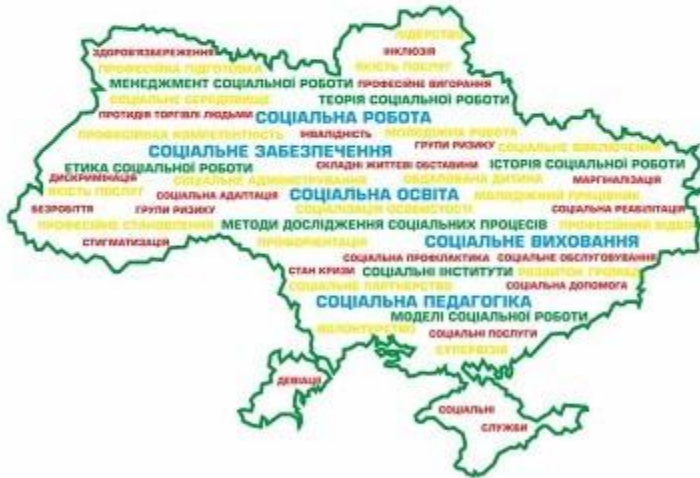 ЛІДЕРСТВО
ЗДОРОВ'ЯЗБЕРЕЖЕННЯ ІНКЛЮЗІЯ
ПРОФЕСІЙНА ПІДГОТОВКА ЯКІСТЬ ПОСЛУГ
МЕНЕДЖМЕНТ СОЦІАЛЬНОЇ РОБОТИ ПРОФЕСІЙНЕ ВИГОРАННЯ
СОЦІАЛЬНЕ СЕРЕДОВИЩЕ ТЕОРІЯ СОЦІАЛЬНОЇ РОБОТИ
ПРОТИДІЯ ТОРГІВЛІ ЛЮДЬМИ СОЦІАЛЬНА РОБОТА
ПРОФЕСІЙНА КОМПЕТЕНТНІСТЬ ІНВАЛІДНІСТЬ МОЛОДІЖНА РОБОТА
СОЦІАЛЬНЕ ЗАБЕЗПЕЧЕННЯ ГРУПИ РИЗИКУ СОЦІАЛЬНЕ ВИКЛЮЧЕННЯ
ЕТИКА СОЦІАЛЬНОЇ РОБОТИ СКЛАДНІ ЖИТТЄВІ ОБСТАВИНИ ІСТОРІЯ СОЦІАЛЬНОЇ РОБОТИ
ДИСКРИМІНАЦІЯ СОЦІАЛЬНЕ АДМІНІСТРУВАННЯ ОБДАРОВАНА ДИТИНА МАРГІНАЛІЗАЦІЯ
ЯКІСТЬ ПОСЛУГ СОЦІАЛЬНА АДАПТАЦІЯ СОЦІАЛЬНА ОСВІТА МОЛОДІЖНИЙ ПРАЦІВНИК
БЕЗРОБІТТЯ ГРУПИ РИЗИКУ СОЦІАЛІЗАЦІЯ ОСОБИСТОСТІ СОЦІАЛЬНА РЕАБІЛІТАЦІЯ
ПРОФЕСІЙНЕ СТАНОВЛЕННЯ МЕТОДИ ДОСЛІДЖЕННЯ СОЦІАЛЬНИХ ПРОЦЕСІВ ПРОФЕСІЙНИЙ
СТИГМАТИЗАЦІЯ ПРОФОРІЄНТАЦІЯ СОЦІАЛЬНЕ ВИХОВАННЯ
СОЦІАЛЬНА ПРОФІЛАКТИКА СОЦІАЛЬНЕ ОБСЛУГОВУВАННЯ
СТАН КРИЗИ СОЦІАЛЬНІ ІНСТИТУТИ РОЗВИТОК ГРОМАД
СОЦІАЛЬНЕ ПАРТНЕРСТВО СОЦІАЛЬНА ДОПОМОГА
СОЦІАЛЬНА ПЕДАГОГІКА
МОДЕЛІ СОЦІАЛЬНОЇ РОБОТИ
ВОЛОНТЕРСТВО СОЦІАЛЬНІ ПОСЛУГИ
СУПЕРВІЗІЯ
ДЕВІАЦІЯ
СОЦІАЛЬНІ
СЛУЖБИ